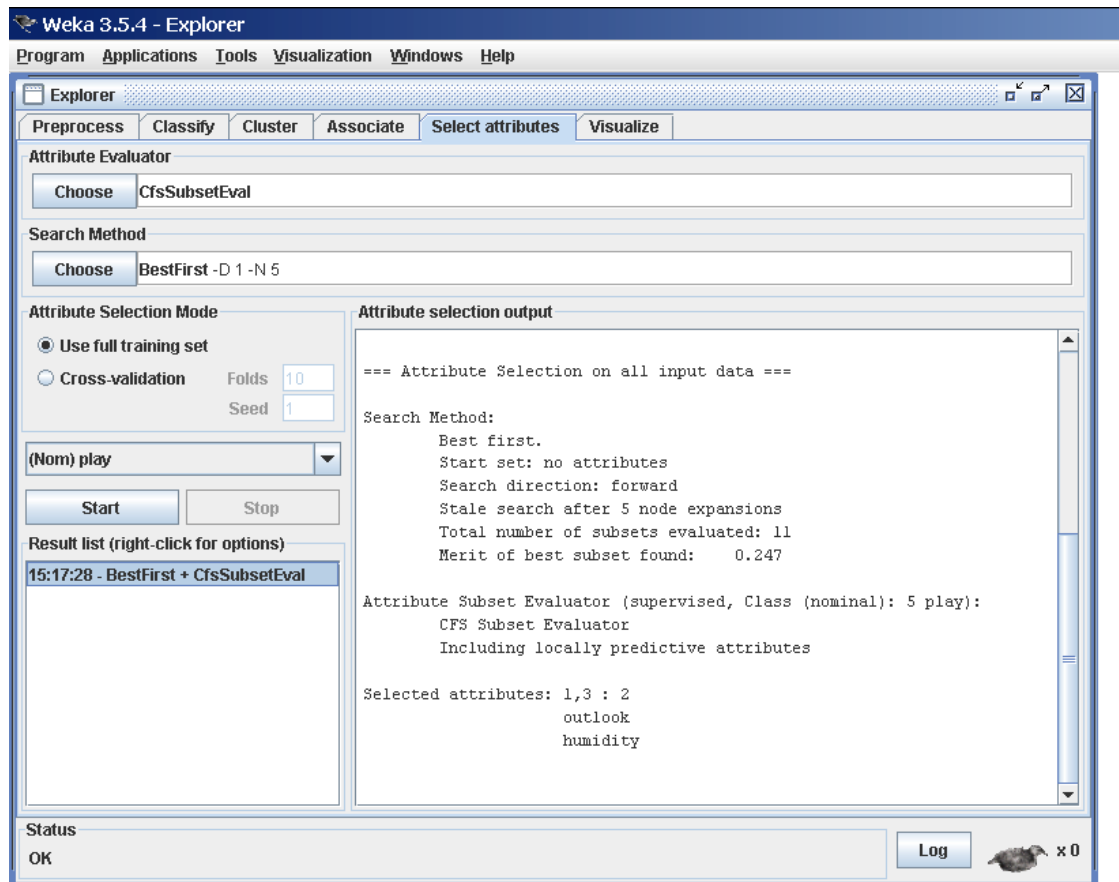 Weka 3.5.4 - Explorer
Program Applications Tools Visualization Windows Help
Explorer
Preprocess Classify Cluster Associate Select attributes Visualize
Attribute Evaluator
Choose CfsSubsetEval
Search Method
Choose BestFirst -D 1 -N 5
Attribute Selection Mode
Use full training set
Cross-validation Folds 10
Seed 1
(Nom) play
Start Stop
Result list (right-click for options)
15:17:28 - BestFirst + CfsSubsetEval
Attribute selection output
=== Attribute Selection on all input data ===
Search Method:
Best first.
Start set: no attributes
Search direction: forward
Stale search after 5 node expansions
Total number of subsets evaluated: 11
Merit of best subset found: 0.247
Attribute Subset Evaluator (supervised, Class (nominal): 5 play):
CFS Subset Evaluator
Including locally predictive attributes
Selected attributes: 1,3 : 2
outlook
humidity
Status
OK
Log x 0